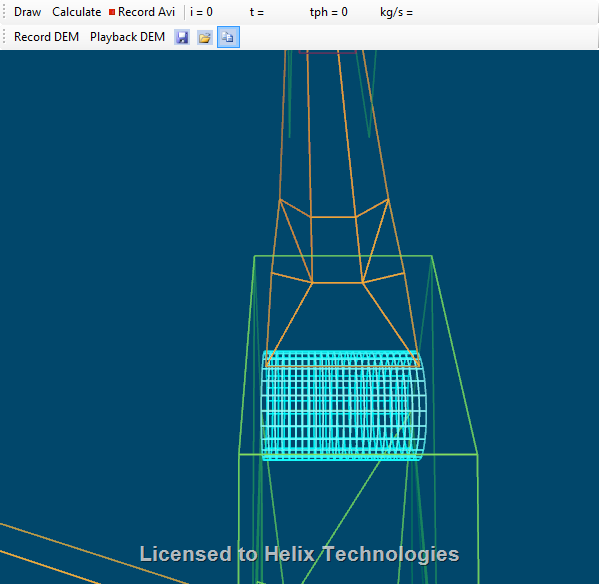 Draw Calculate Record Avi i = 0 t = tph = 0 kg/s =
Record DEM Playback DEM
Licensed to Helix Technologies